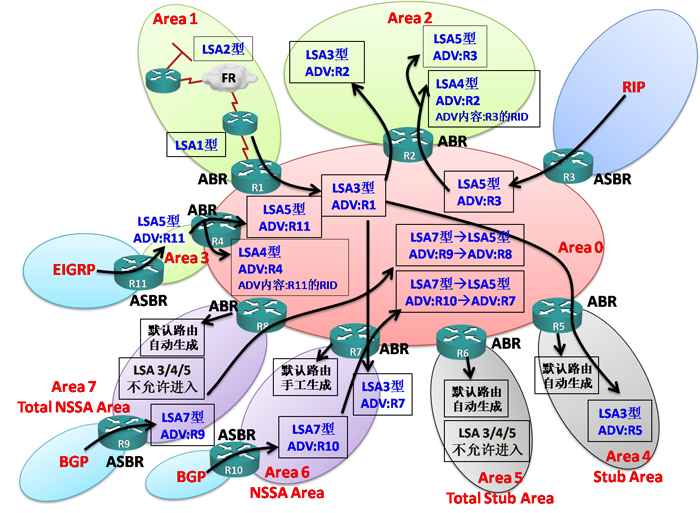 Area 1
LSA2型
FR
LSA1型
ABR
R1
Area 2
LSA3型
ADV:R2
LSA5型
ADV:R3
LSA4型
ADV:R2
ADV内容:R3的RID
R2
ABR
RIP
R3
ASBR
LSA5型
ADV:R3
LSA3型
ADV:R1
LSA5型
ADV:R11
ABR
R4
LSA5型
ADV:R11
Area 3
EIGRP
R11
ASBR
LSA4型
ADV:R4
ADV内容:R11的RID
Area 0
LSA7型→LSA5型
ADV:R9→ADV:R8
LSA7型→LSA5型
ADV:R10→ADV:R7
ABR
R8
默认路由
自动生成
LSA 3/4/5
不允许进入
Area 7
Total NSSA Area
LSA7型
ADV:R9
R9
ASBR
BGP
R7
ABR
默认路由
手工生成
LSA3型
ADV:R7
LSA7型
ADV:R10
ASBR
R10
BGP
Area 6
NSSA Area
R6
ABR
默认路由
自动生成
LSA 3/4/5
不允许进入
Area 5
Total Stub Area
ABR
R5
默认路由
自动生成
LSA3型
ADV:R5
Area 4
Stub Area